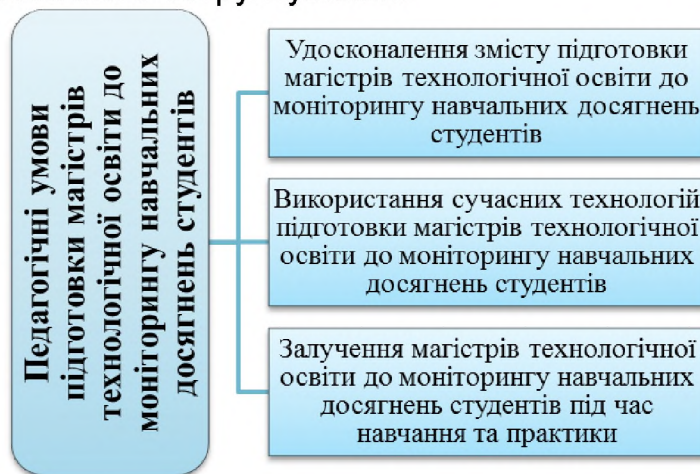 Педагогічні умови
підготовки магістрів
технологічної освіти до
моніторингу навчальних
досягнень студентів
Удосконалення змісту підготовки
магістрів технологічної освіти до
моніторингу навчальних досягнень
студентів
Використання сучасних технологій
підготовки магістрів технологічної
освіти до моніторингу навчальних
досягнень студентів
Залучення магістрів технологічної
освіти до моніторингу навчальних
досягнень студентів під час
навчання та практики